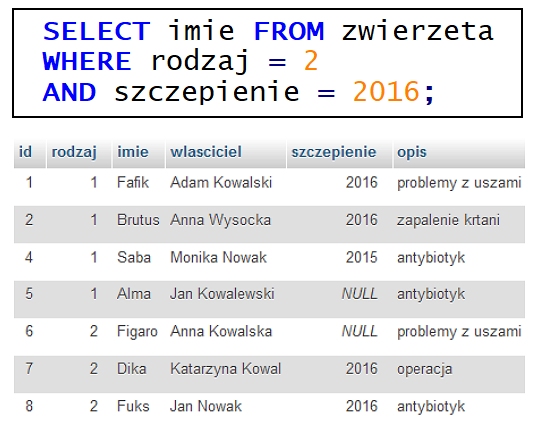 SELECT imie FROM zwierzeta
WHERE rodzaj = 2
AND szczepienie = 2016;
id rodzaj imie wlasciciel szczepienie opis
1 1 Fafik Adam Kowalski 2016 problemy z uszami
2 1 Brutus Anna Wysocka 2016 zapalenie krtani
4 1 Saba Monika Nowak 2015 antybiotyk
5 1 Alma Jan Kowalewski NULL antybiotyk
6 2 Figaro Anna Kowalska NULL problemy z uszami
7 2 Dika Katarzyna Kowal 2016 operacja
8 2 Fuks Jan Nowak 2016 antybiotyk